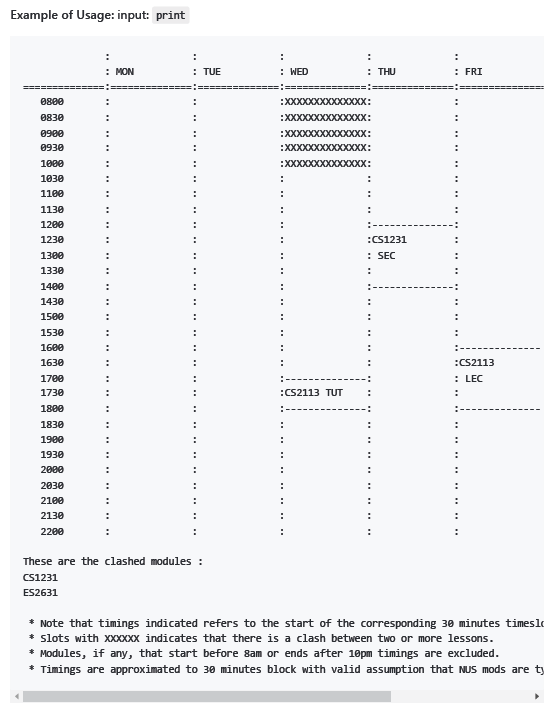 Example of Usage: input: print
: : : : :
: MON : TUE : WED : THU : FRI
==============:==============:==============:==============:==============:==============
0800 : : :XXXXXXXXXXXXXX: :
0830 : : :XXXXXXXXXXXXXX: :
0900 : : :XXXXXXXXXXXXXX: :
0930 : : :XXXXXXXXXXXXXX: :
1000 : : :XXXXXXXXXXXXXX: :
1030 : : : : :
1100 : : : : :
1130 : : : : :
1200 : : : :--------------:
1230 : : : :CS1231 :
1300 : : : : SEC :
1330 : : : : :
1400 : : : :--------------:
1430 : : : : :
1500 : : : : :
1530 : : : : :
1600 : : : : :--------------
1630 : : : : :CS2113
1700 : : :--------------: : LEC
1730 : : :CS2113 TUT : :
1800 : : :--------------: :--------------
1830 : : : : :
1900 : : : : :
1930 : : : : :
2000 : : : : :
2030 : : : : :
2100 : : : : :
2130 : : : : :
2200 : : : : :
These are the clashed modules :
CS1231
ES2631
* Note that timings indicated refers to the start of the corresponding 30 minutes timeslo
* Slots with XXXXXX indicates that there is a clash between two or more lessons.
* Modules, if any, that start before 8am or ends after 10pm timings are excluded.
* Timings are approximated to 30 minutes block with valid assumption that NUS mods are ty